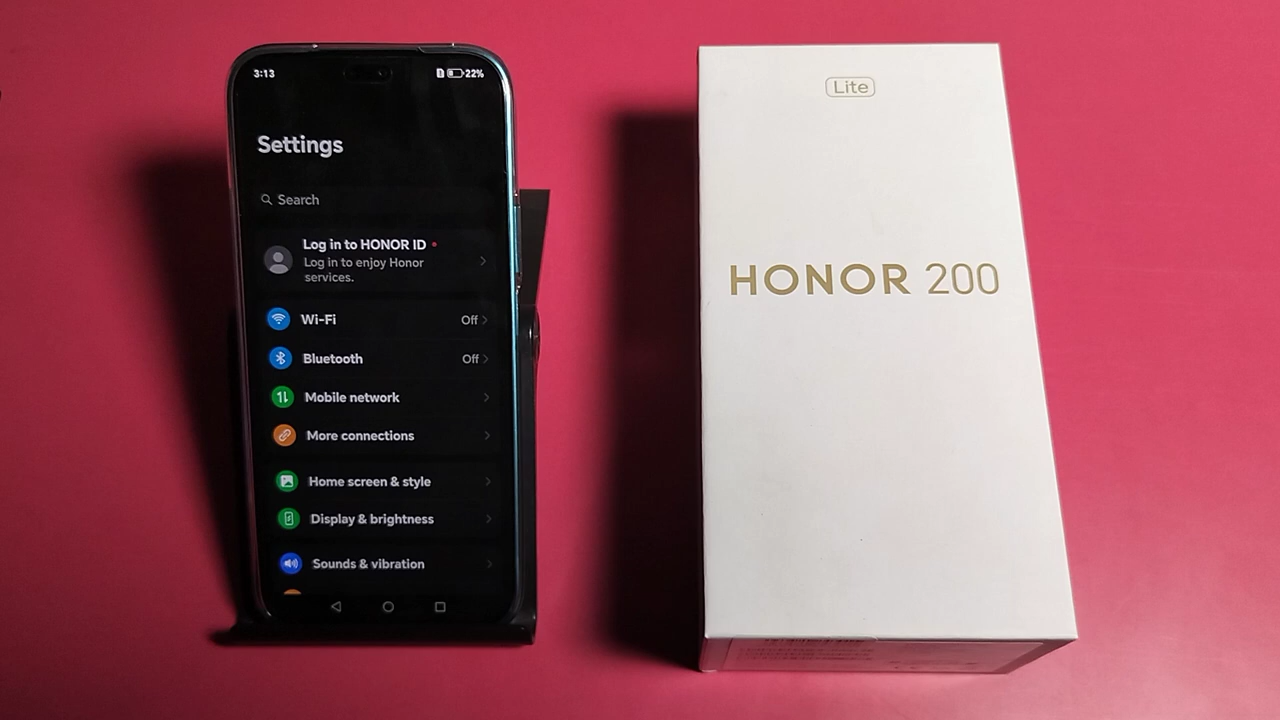 3:13
22%
Settings
Search
Log in to HONOR ID
Log in to enjoy Honor
services.
Wi-Fi
Off
Bluetooth
Off
Mobile network
More connections
Home screen & style
Display & brightness
Sounds & vibration
Lite
HONOR 200